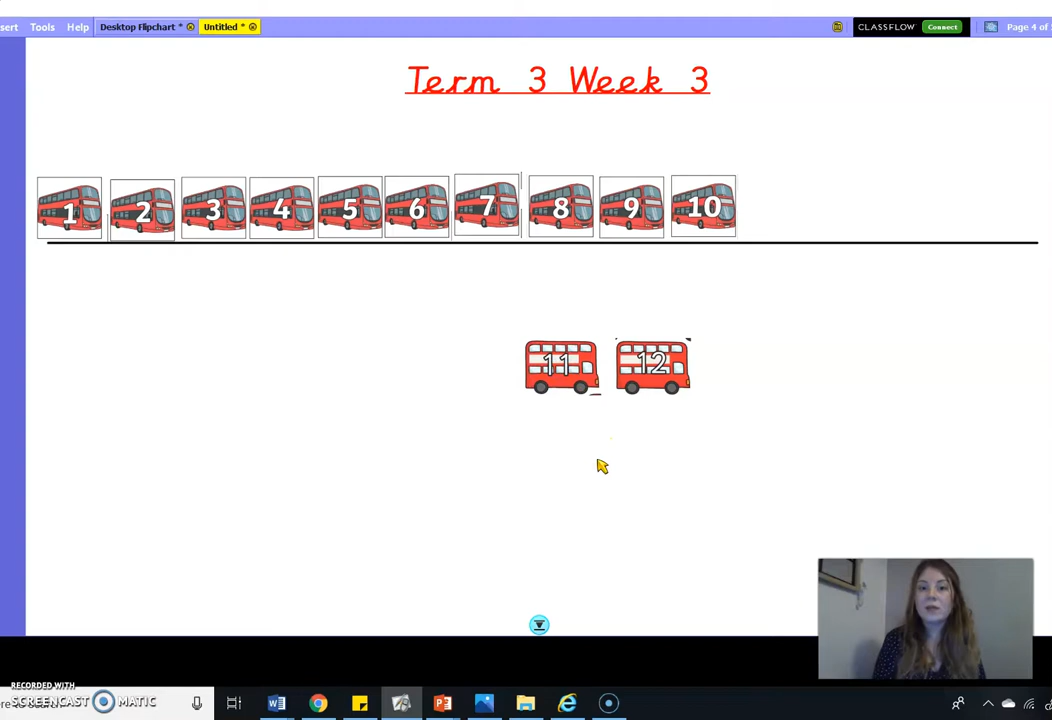 sert Tools Help Desktop Flipchart * Untitled * CLASSFLOW Connect Page 4 of
Term 3 Week 3
1 2 3 4 5 6 7 8 9 10
11 12
RECORDED WITH
SCREENCAST MATIC